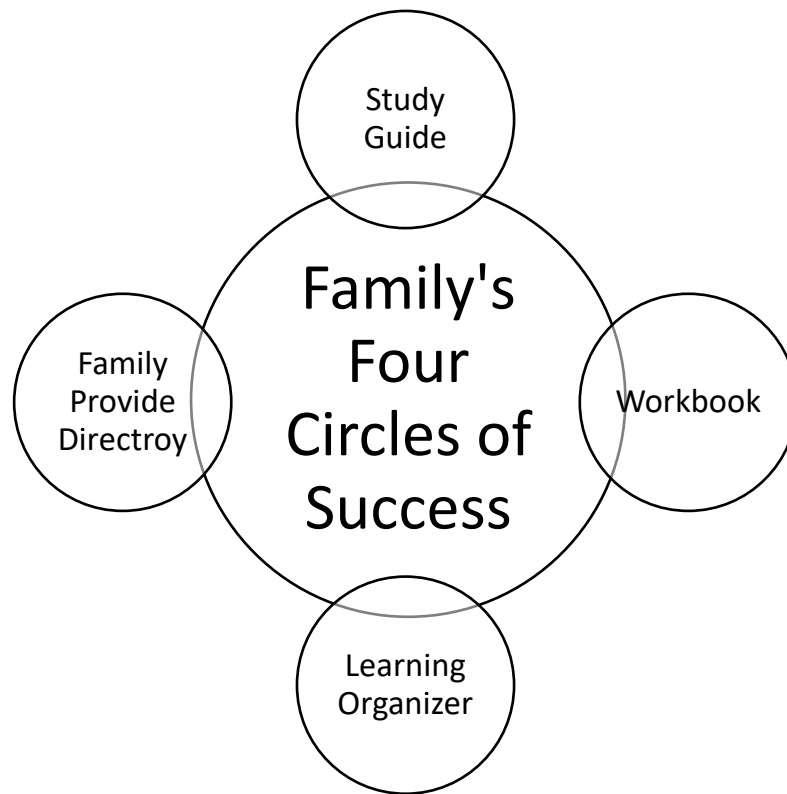 Study
Guide
Family's
Four
Circles of
Success
Family
Provide
Directroy
Workbook
Learning
Organizer